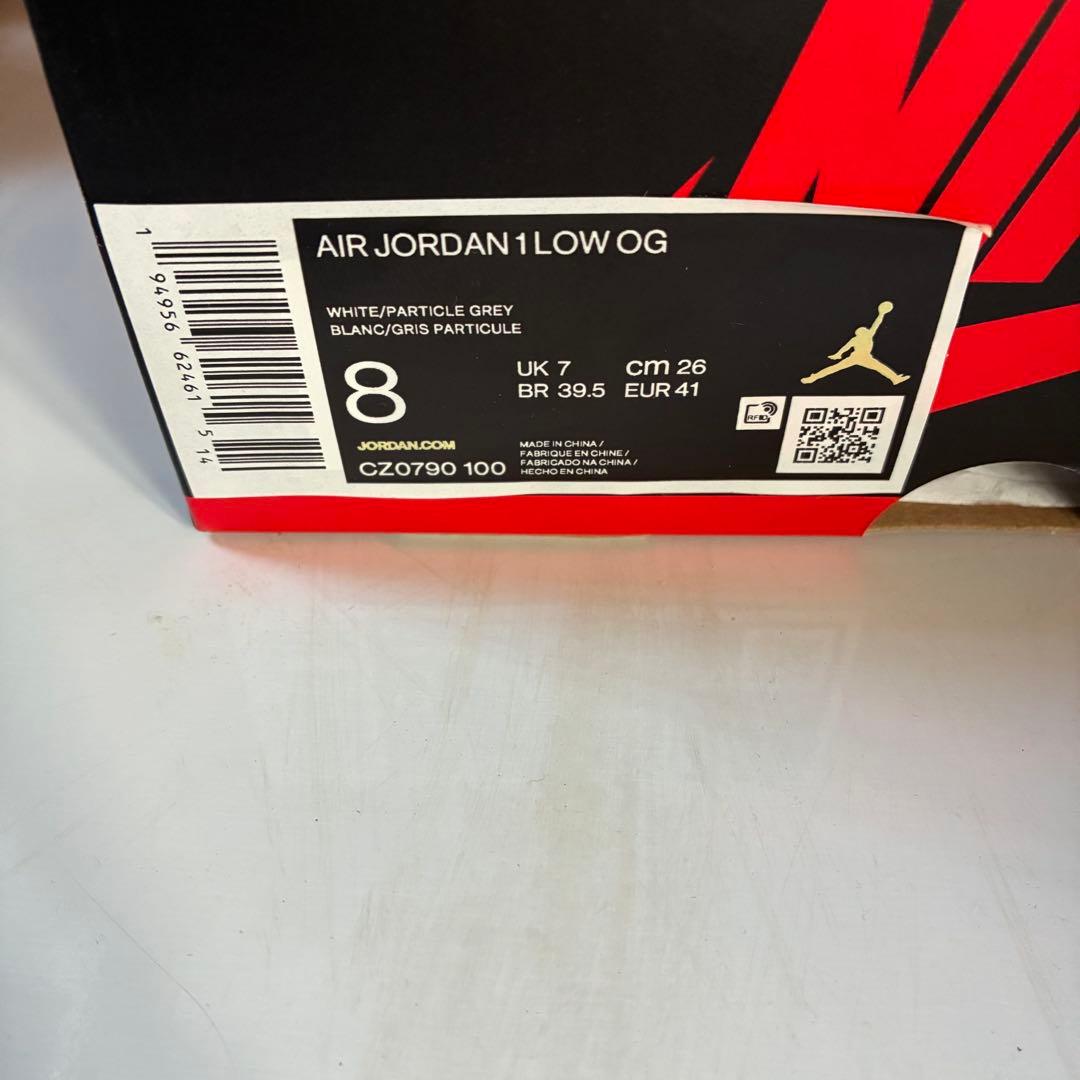 AIR JORDAN 1 LOW OG
WHITE/PARTICLE GREY
BLANC/GRIS PARTICULE
8
UK 7 cm 26
BR 39.5 EUR 41
JORDAN.COM
CZ0790 100
MADE IN CHINA /
FABRIQUE EN CHINE /
FABRICADO NA CHINA /
HECHO EN CHINA
RFID
1 94956 62461 5 14